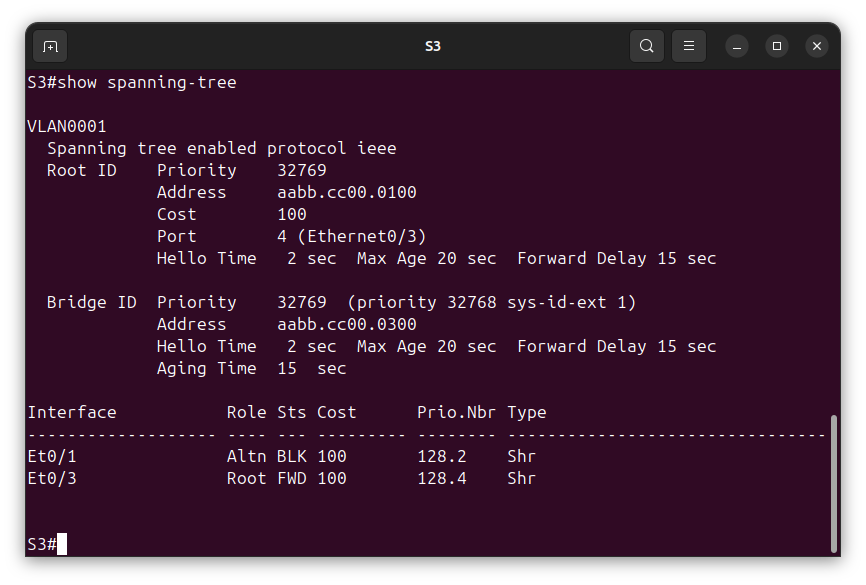 S3
S3#show spanning-tree
VLAN0001
  Spanning tree enabled protocol ieee
  Root ID    Priority    32769
             Address     aabb.cc00.0100
             Cost        100
             Port        4 (Ethernet0/3)
             Hello Time   2 sec  Max Age 20 sec  Forward Delay 15 sec
  Bridge ID  Priority    32769  (priority 32768 sys-id-ext 1)
             Address     aabb.cc00.0300
             Hello Time   2 sec  Max Age 20 sec  Forward Delay 15 sec
             Aging Time  15  sec
Interface           Role Sts Cost      Prio.Nbr Type
------------------- ---- --- --------- -------- --------------------------------
Et0/1               Altn BLK 100       128.2    Shr
Et0/3               Root FWD 100       128.4    Shr
S3#